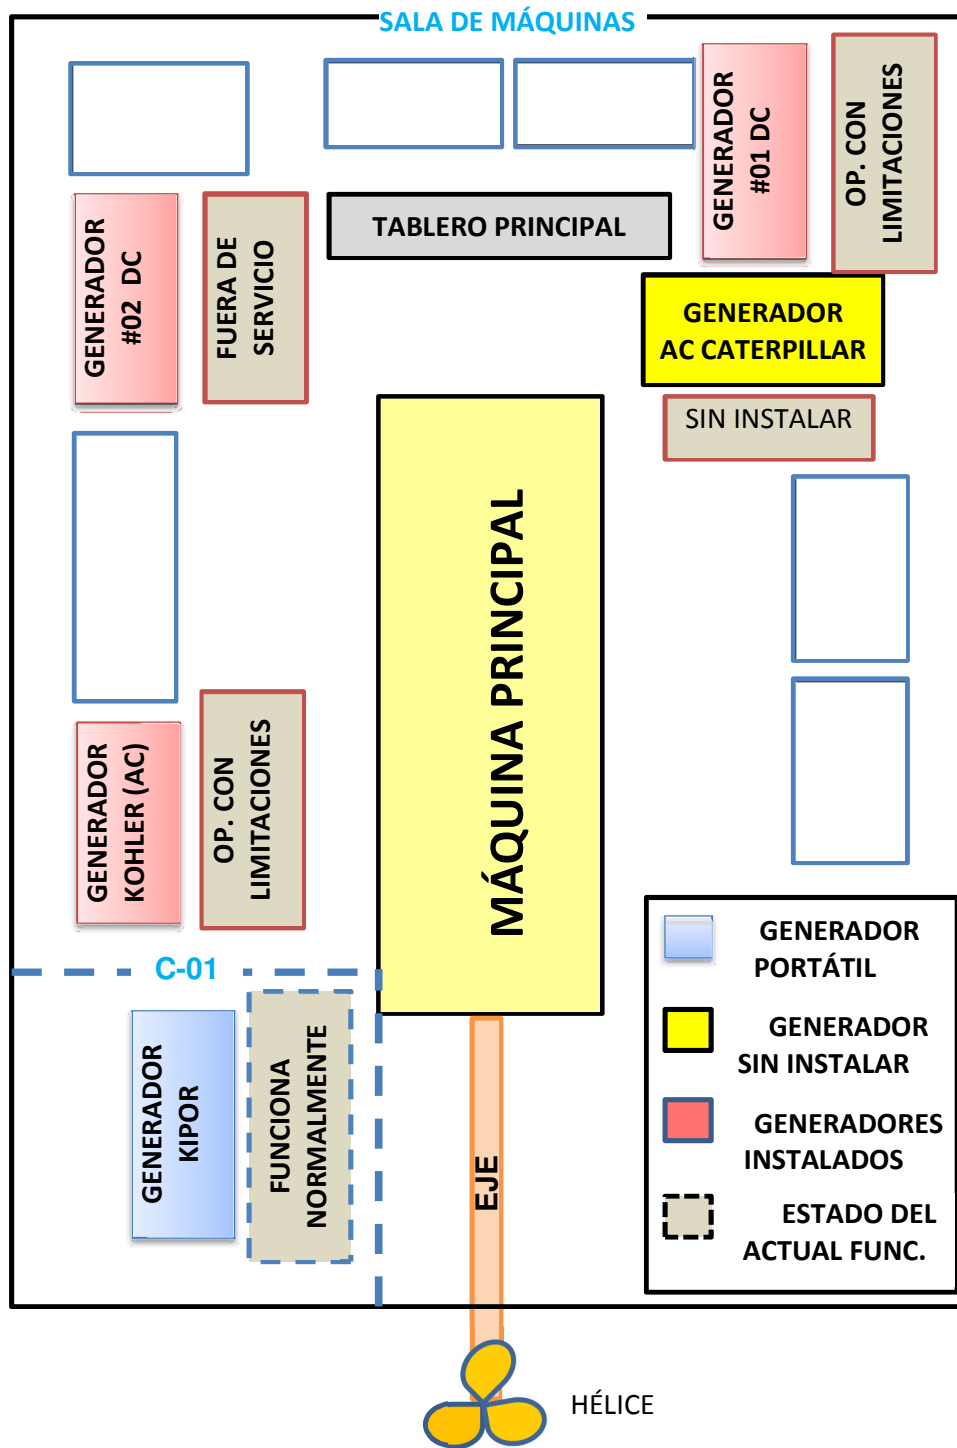 SALA DE MÁQUINAS
GENERADOR
#01 DC
OP. CON
LIMITACIONES
GENERADOR
#02  DC
FUERA DE
SERVICIO
TABLERO PRINCIPAL
GENERADOR
AC CATERPILLAR
SIN INSTALAR
MÁQUINA PRINCIPAL
GENERADOR
KOHLER (AC)
OP. CON
LIMITACIONES
C-01
GENERADOR
KIPOR
FUNCIONA
NORMALMENTE
EJE
GENERADOR
PORTÁTIL
GENERADOR
SIN INSTALAR
GENERADORES
INSTALADOS
ESTADO DEL
ACTUAL FUNC.
HÉLICE